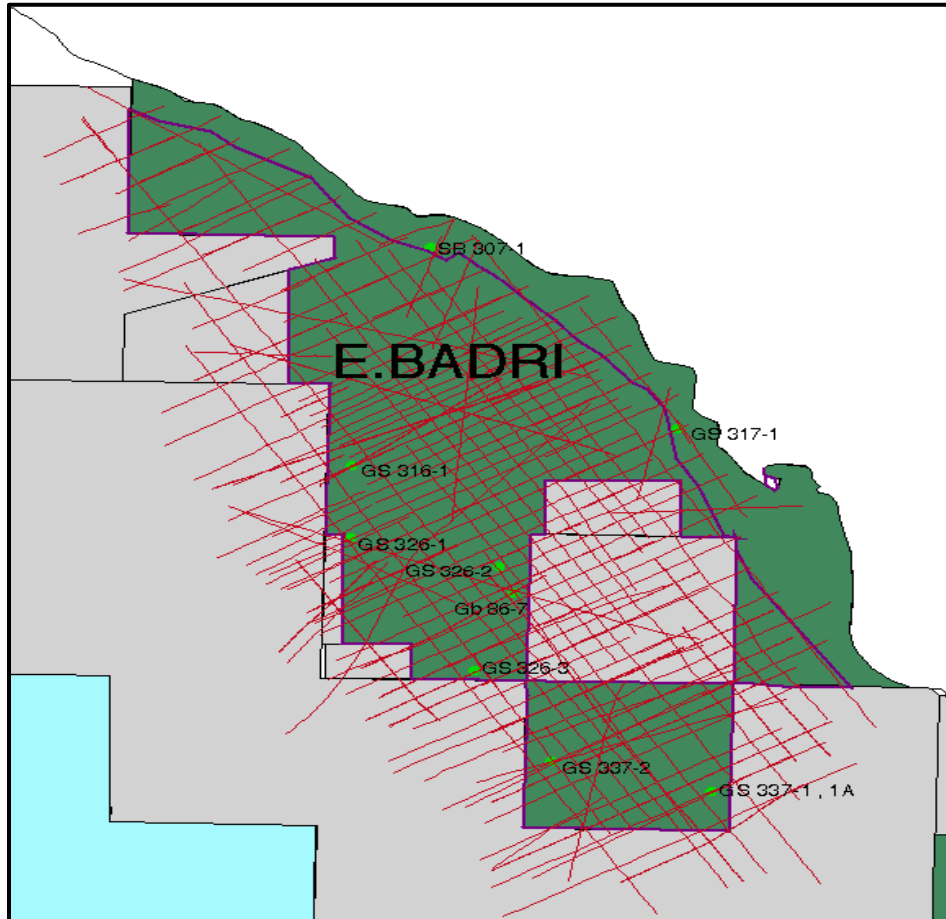 SB 307-1
E.BADRI
GS 317-1
GS 316-1
GS 326-1
GS 326-2
Gb 86-7
GS 326-3
GS 337-2
GS 337-1 , 1A